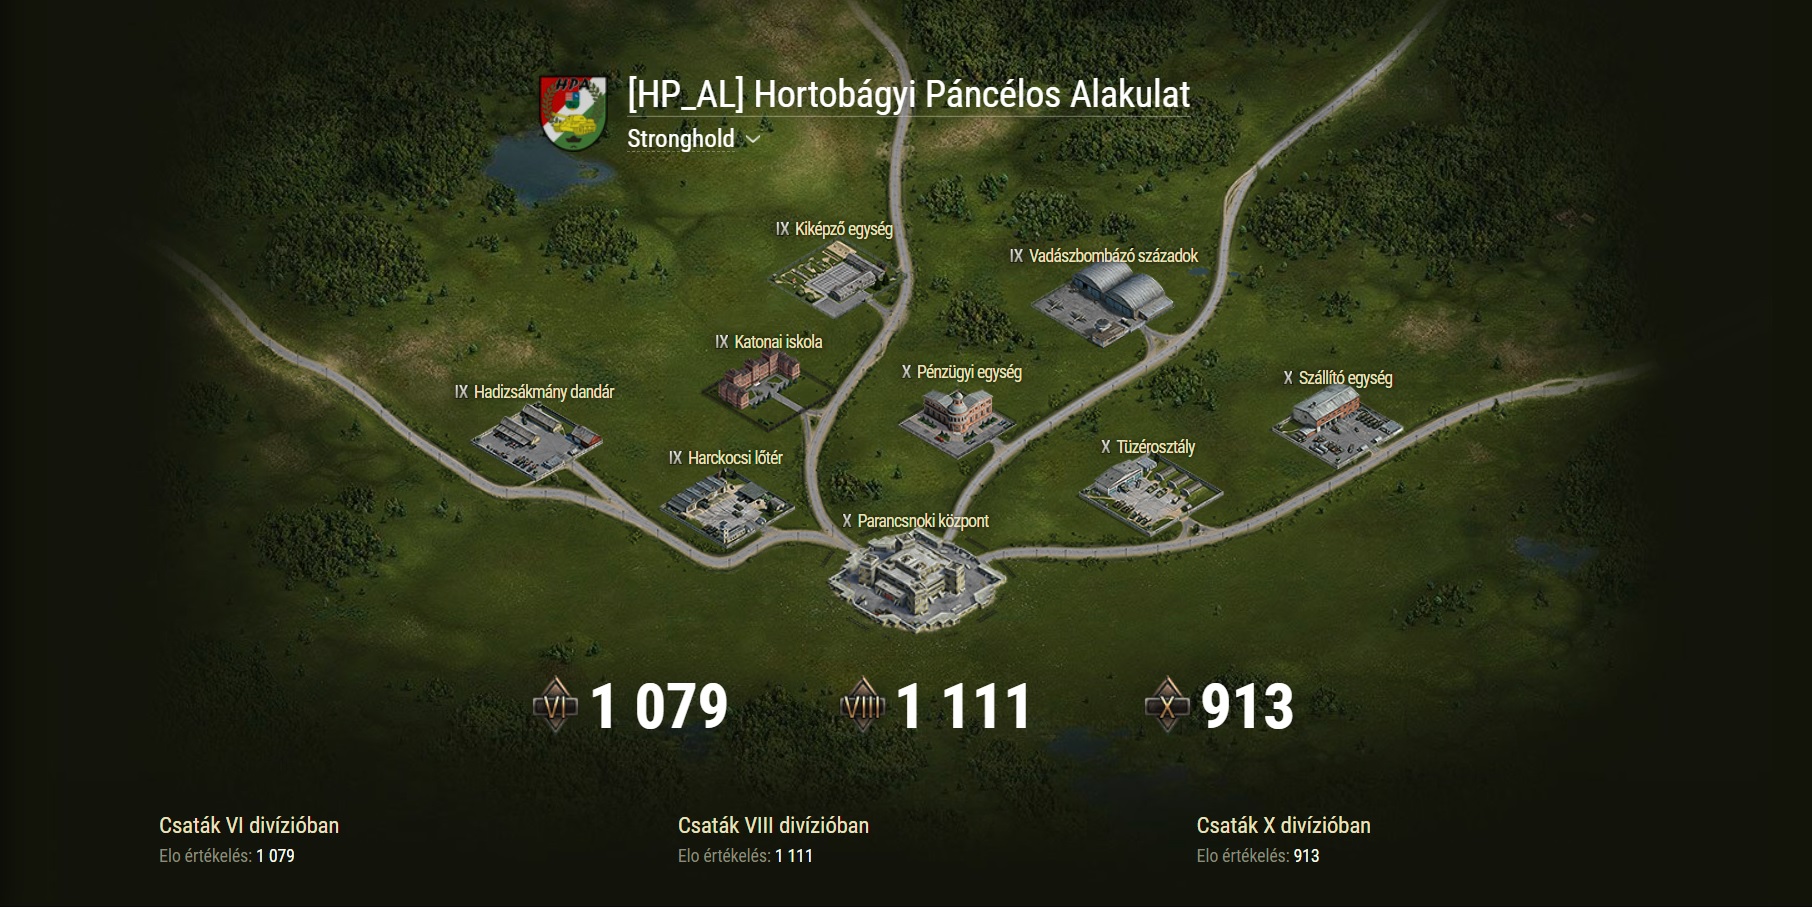 HPA
[HP_AL] Hortobágyi Páncélos Alakulat
Stronghold
IX Kiképző egység
IX Vadászbombázó századok
IX Katonai iskola
X Pénzügyi egység
X Szállító egység
IX Hadizsákmány dandár
X Tüzérosztály
IX Harckocsi lőtér
X Parancsnoki központ
VI 1 079
VIII 1 111
X 913
Csaták VI divízióban
Elo értékelés: 1 079
Csaták VIII divízióban
Elo értékelés: 1 111
Csaták X divízióban
Elo értékelés: 913